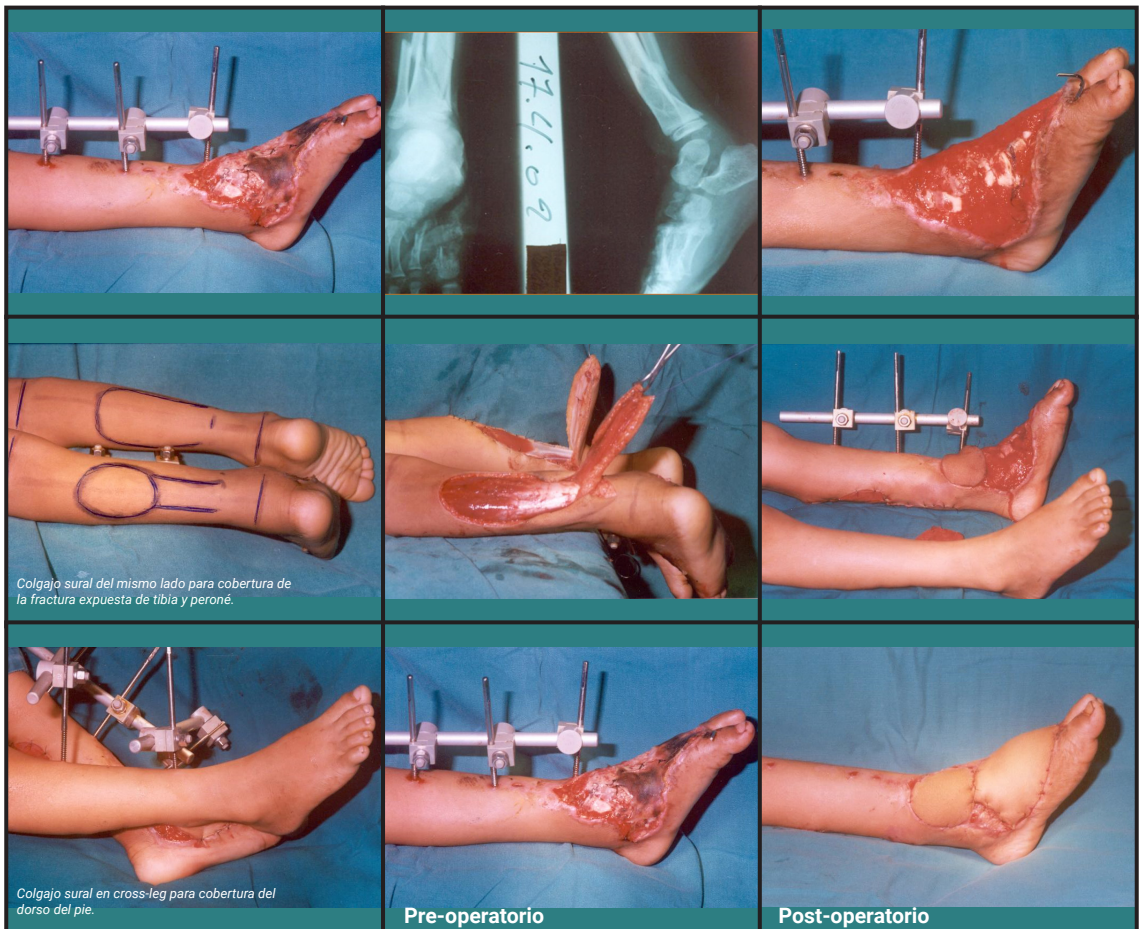 Colgajo sural del mismo lado para cobertura de
la fractura expuesta de tibia y peroné.
Colgajo sural en cross-leg para cobertura del
dorso del pie.
Pre-operatorio
Post-operatorio